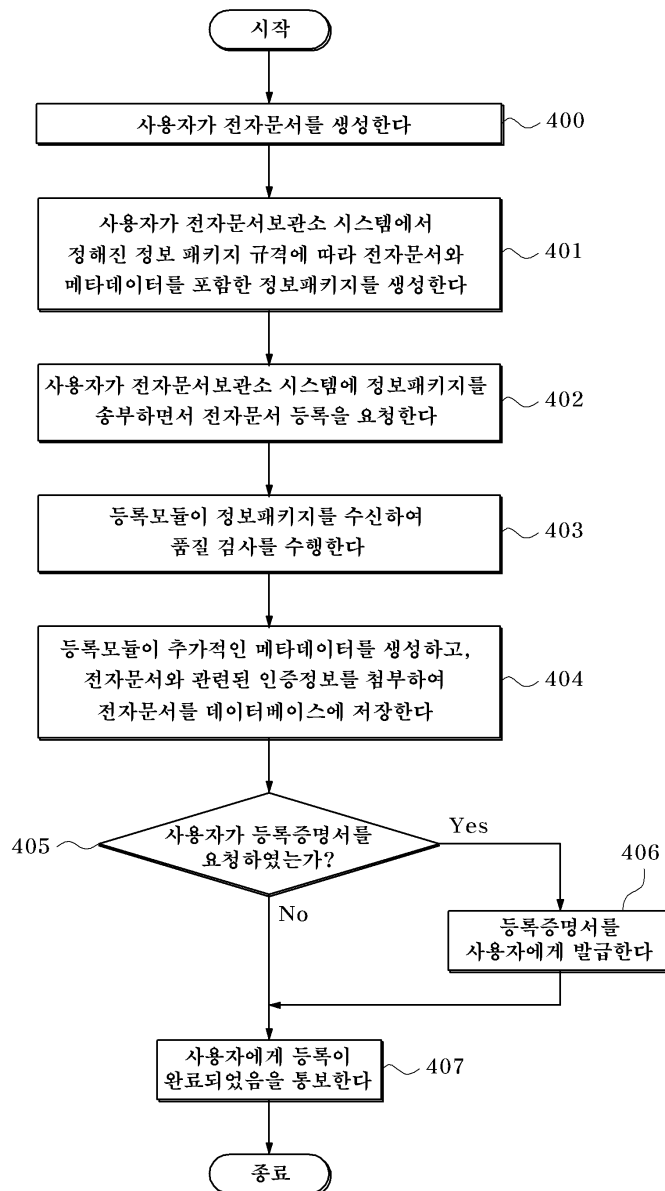 시작
사용자가 전자문서를 생성한다
400
사용자가 전자문서보관소 시스템에서
정해진 정보 패키지 규격에 따라 전자문서와
메타데이터를 포함한 정보패키지를 생성한다
401
사용자가 전자문서보관소 시스템에 정보패키지를
송부하면서 전자문서 등록을 요청한다
402
등록모듈이 정보패키지를 수신하여
품질 검사를 수행한다
403
등록모듈이 추가적인 메타데이터를 생성하고,
전자문서와 관련된 인증정보를 첨부하여
전자문서를 데이터베이스에 저장한다
404
405
사용자가 등록증명서를
요청하였는가?
Yes
No
406
등록증명서를
사용자에게 발급한다
사용자에게 등록이
완료되었음을 통보한다
407
종료